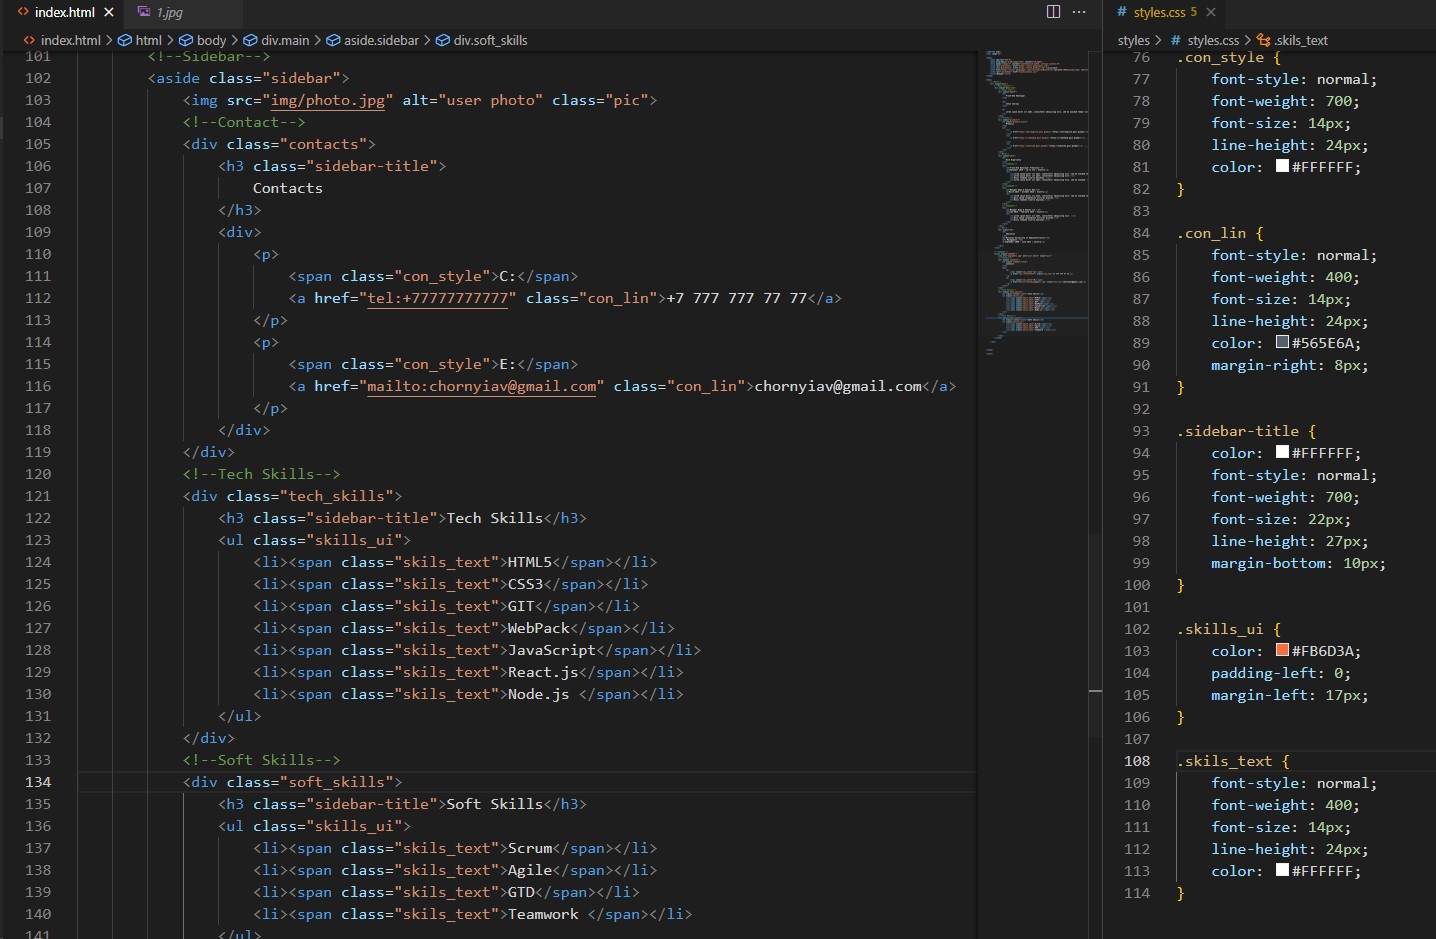 index.html
1.jpg
styles.css 5
index.html > html > body > div.main > aside.sidebar > div.soft_skills
styles > # styles.css > .skils_text
101 <!--Sidebar-->
102 <aside class="sidebar">
103 <img src="img/photo.jpg" alt="user photo" class="pic">
104 <!--Contact-->
105 <div class="contacts">
106 <h3 class="sidebar-title">
107 Contacts
108 </h3>
109 <div>
110 <p>
111 <span class="con_style">C:</span>
112 <a href="tel:+77777777777" class="con_lin">+7 777 777 77 77</a>
113 </p>
114 <p>
115 <span class="con_style">E:</span>
116 <a href="mailto:chornyiav@gmail.com" class="con_lin">chornyiav@gmail.com</a>
117 </p>
118 </div>
119 </div>
120 <!--Tech Skills-->
121 <div class="tech_skills">
122 <h3 class="sidebar-title">Tech Skills</h3>
123 <ul class="skills_ui">
124 <li><span class="skils_text">HTML5</span></li>
125 <li><span class="skils_text">CSS3</span></li>
126 <li><span class="skils_text">GIT</span></li>
127 <li><span class="skils_text">WebPack</span></li>
128 <li><span class="skils_text">JavaScript</span></li>
129 <li><span class="skils_text">React.js</span></li>
130 <li><span class="skils_text">Node.js </span></li>
131 </ul>
132 </div>
133 <!--Soft Skills-->
134 <div class="soft_skills">
135 <h3 class="sidebar-title">Soft Skills</h3>
136 <ul class="skills_ui">
137 <li><span class="skils_text">Scrum</span></li>
138 <li><span class="skils_text">Agile</span></li>
139 <li><span class="skils_text">GTD</span></li>
140 <li><span class="skils_text">Teamwork </span></li>
141 </ul>
76 .con_style {
77 font-style: normal;
78 font-weight: 700;
79 font-size: 14px;
80 line-height: 24px;
81 color: #FFFFFF;
82 }
83
84 .con_lin {
85 font-style: normal;
86 font-weight: 400;
87 font-size: 14px;
88 line-height: 24px;
89 color: #565E6A;
90 margin-right: 8px;
91 }
92
93 .sidebar-title {
94 color: #FFFFFF;
95 font-style: normal;
96 font-weight: 700;
97 font-size: 22px;
98 line-height: 27px;
99 margin-bottom: 10px;
100 }
101
102 .skills_ui {
103 color: #FB6D3A;
104 padding-left: 0;
105 margin-left: 17px;
106 }
107
108 .skils_text {
109 font-style: normal;
110 font-weight: 400;
111 font-size: 14px;
112 line-height: 24px;
113 color: #FFFFFF;
114 }